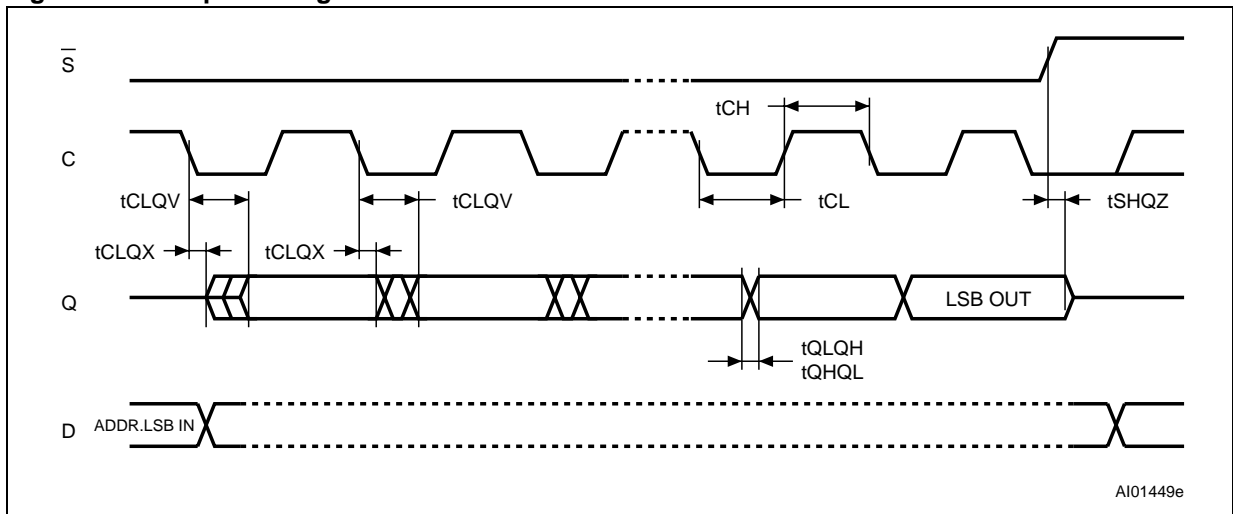 S̅
tCH
C
tCLQV
tCLQV
tCL
tSHQZ
tCLQX
tCLQX
Q
LSB OUT
tQLQH
tQHQL
D
ADDR.LSB IN
AI01449e